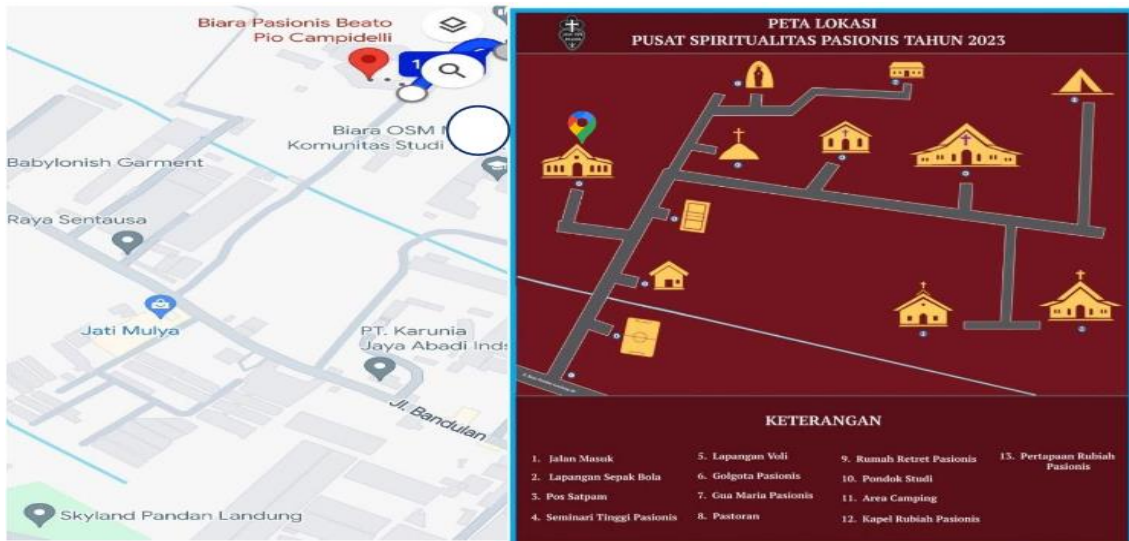 Biara Pasionis Beato
Pio Campidelli
1
Biara OSM
Komunitas Studi
Babylonish Garment
Raya Sentausa
Jati Mulya
PT. Karunia
Jaya Abadi Inds
Jl. Bandulan
Skyland Pandan Landung
PETA LOKASI
PUSAT SPIRITUALITAS PASIONIS TAHUN 2023
KETERANGAN
1. Jalan Masuk
2. Lapangan Sepak Bola
3. Pos Satpam
4. Seminari Tinggi Pasionis
5. Lapangan Voli
6. Golgota Pasionis
7. Gua Maria Pasionis
8. Pastoran
9. Rumah Retret Pasionis
10. Pondok Studi
11. Area Camping
12. Kapel Rubiah Pasionis
13. Pertapaan Rubiah
Pasionis